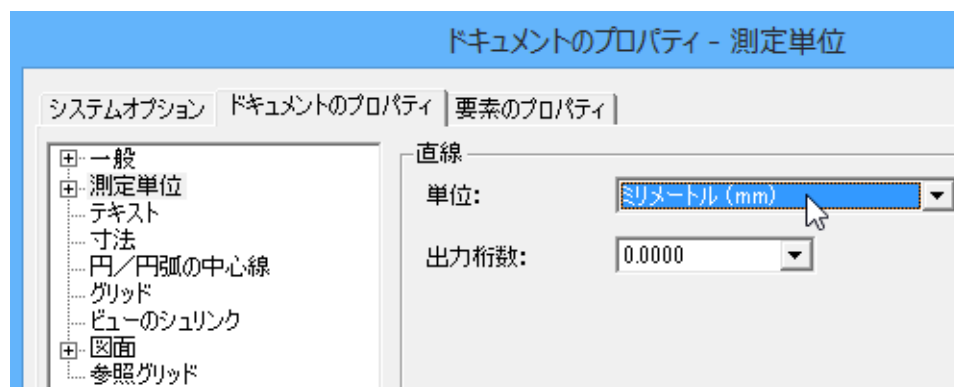 ドキュメントのプロパティ - 測定単位
システムオプション ドキュメントのプロパティ 要素のプロパティ
一般
測定単位
テキスト
寸法
円／円弧の中心線
グリッド
ビューのシュリンク
図面
参照グリッド
直線
単位: ミリメートル (mm)
出力桁数: 0.0000